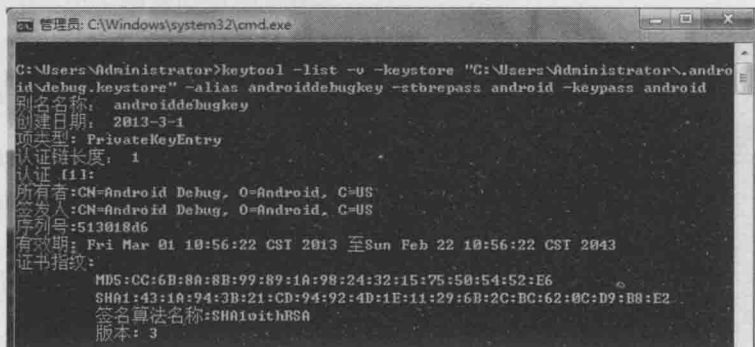 管理员: C:\Windows\system32\cmd.exe
C:\Users\Administrator>keytool -list -v -keystore "C:\Users\Administrator\.andro
id\debug.keystore" -alias androiddebugkey -storepass android -keypass android
别名名称: androiddebugkey
创建日期: 2013-3-1
项类型: PrivateKeyEntry
认证链长度: 1
认证 [1]:
所有者:CN=Android Debug, O=Android, C=US
签发人:CN=Android Debug, O=Android, C=US
序列号:513018d6
有效期: Fri Mar 01 10:56:22 CST 2013 至Sun Feb 22 10:56:22 CST 2043
证书指纹:
MD5:CC:6B:8A:8B:99:89:1A:98:24:32:15:75:50:54:52:E6
SHA1:43:1A:94:3B:21:CD:94:92:4D:1E:11:29:6B:2C:BC:62:0C:D9:B8:E2
签名算法名称:SHA1withRSA
版本: 3